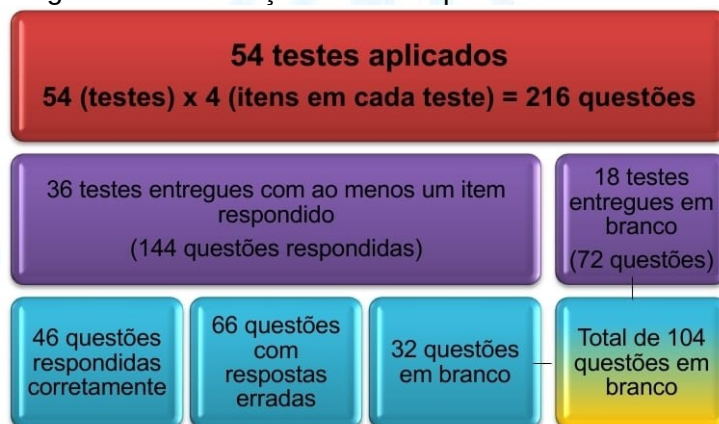 54 testes aplicados
54 (testes) x 4 (itens em cada teste) = 216 questões
36 testes entregues com ao menos um item
respondido
(144 questões respondidas)
18 testes
entregues em
branco
(72 questões)
46 questões
respondidas
corretamente
66 questões
com
respostas
erradas
32 questões
em branco
Total de 104
questões em
branco